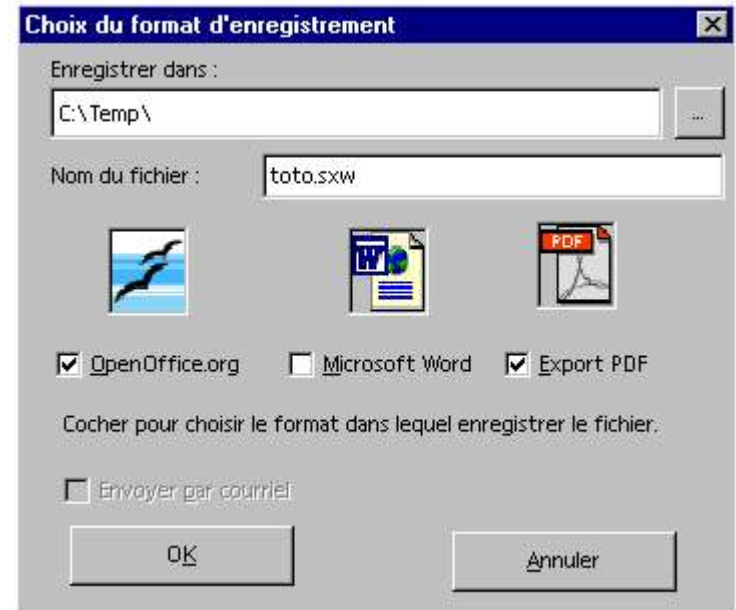 Choix du format d'enregistrement
Enregistrer dans :
C:\Temp\
...
Nom du fichier : toto.sxw
W PDF
OpenOffice.org Microsoft Word Export PDF
Cocher pour choisir le format dans lequel enregistrer le fichier.
Envoyer par courriel
OK Annuler